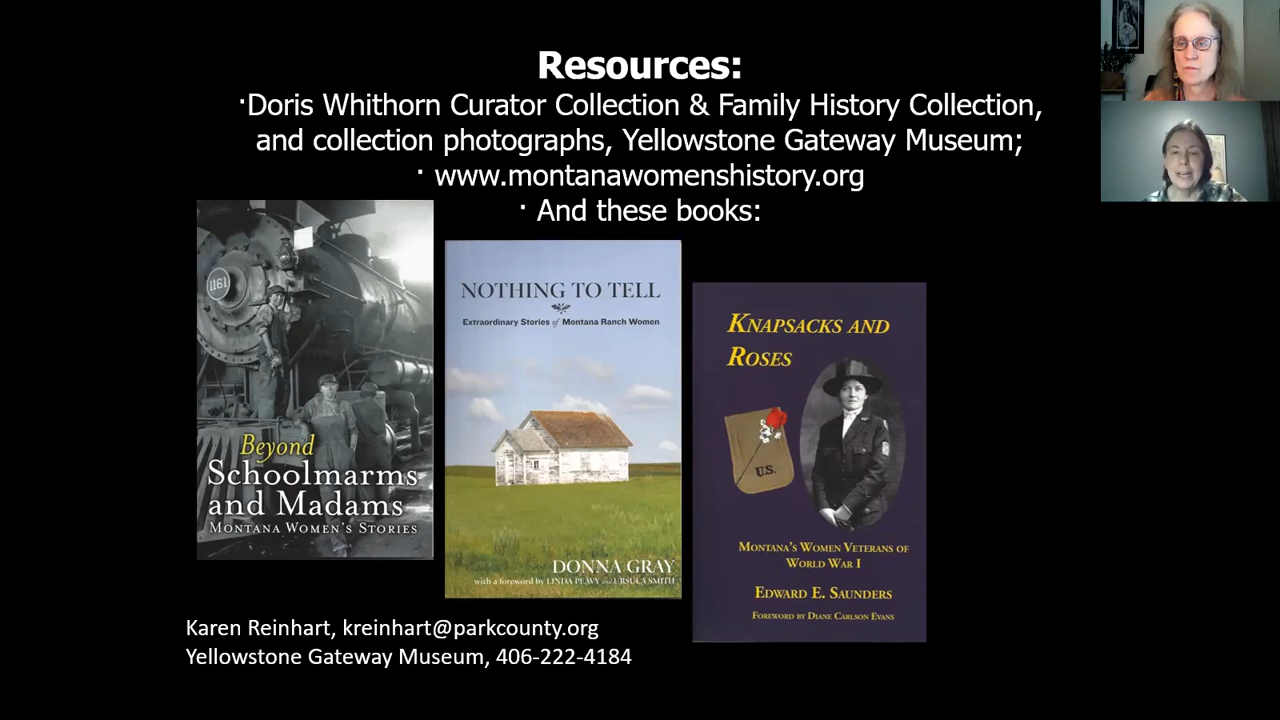 Resources:
·Doris Whithorn Curator Collection & Family History Collection,
and collection photographs, Yellowstone Gateway Museum;
· www.montanawomenshistory.org
· And these books:
1161
Beyond
Schoolmarms
and Madams
MONTANA WOMEN'S STORIES
NOTHING TO TELL
Extraordinary Stories of Montana Ranch Women
DONNA GRAY
with a foreword by LINDA PEAVY and URSULA SMITH
KNAPSACKS AND
ROSES
U.S.
MONTANA'S WOMEN VETERANS OF
WORLD WAR I
EDWARD E. SAUNDERS
FOREWORD BY DIANE CARLSON EVANS
Karen Reinhart, kreinhart@parkcounty.org
Yellowstone Gateway Museum, 406-222-4184